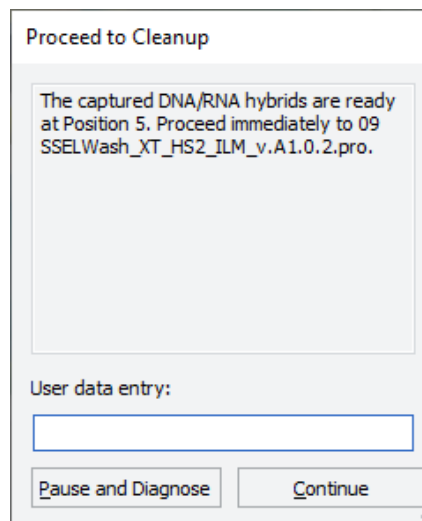 Proceed to Cleanup
The captured DNA/RNA hybrids are ready
at Position 5. Proceed immediately to 09
SSELWash_XT_HS2_ILM_v.A1.0.2.pro.
User data entry:
Pause and Diagnose
Continue